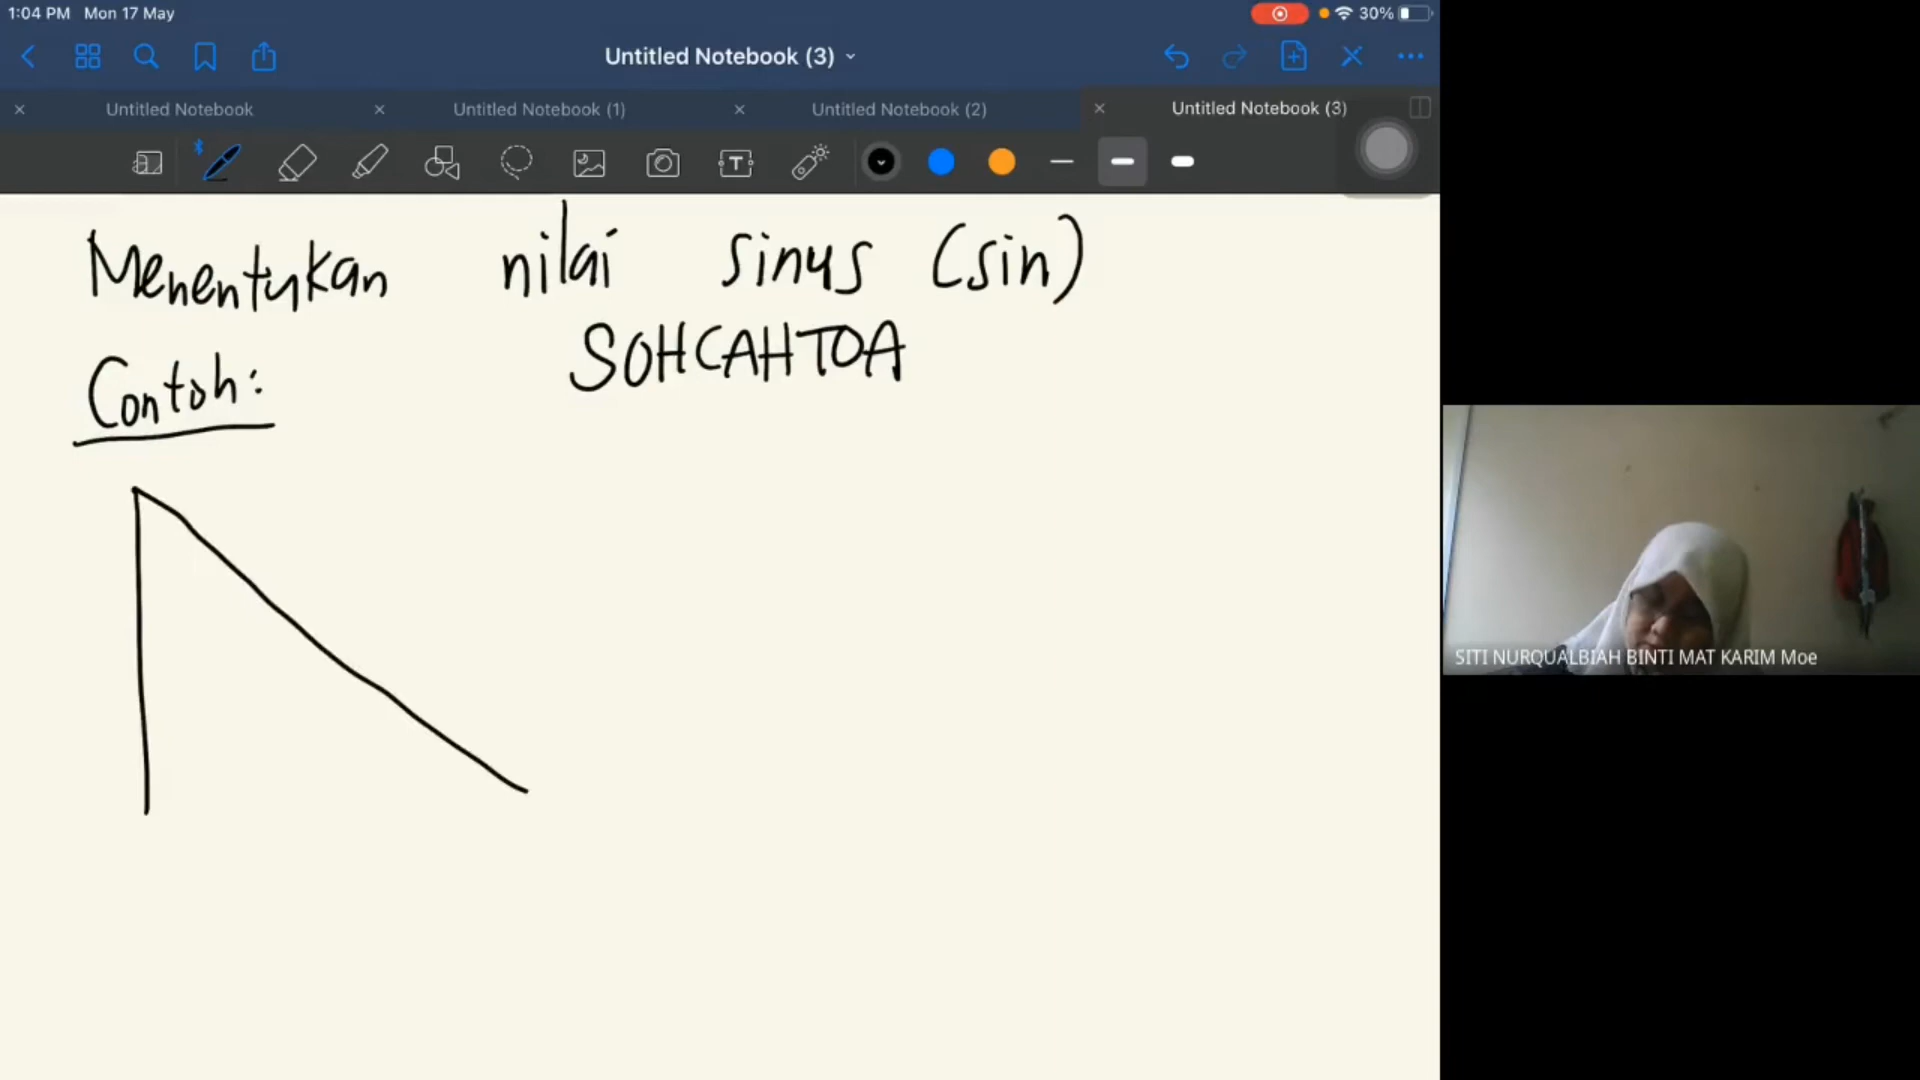 1:04 PM Mon 17 May
30%
Untitled Notebook (3)
Untitled Notebook
Untitled Notebook (1)
Untitled Notebook (2)
Untitled Notebook (3)
T
Menentukan nilai sinus (sin)
SOHCAHTOA
Contoh:
SITI NURQUALBIAH BINTI MAT KARIM Moe